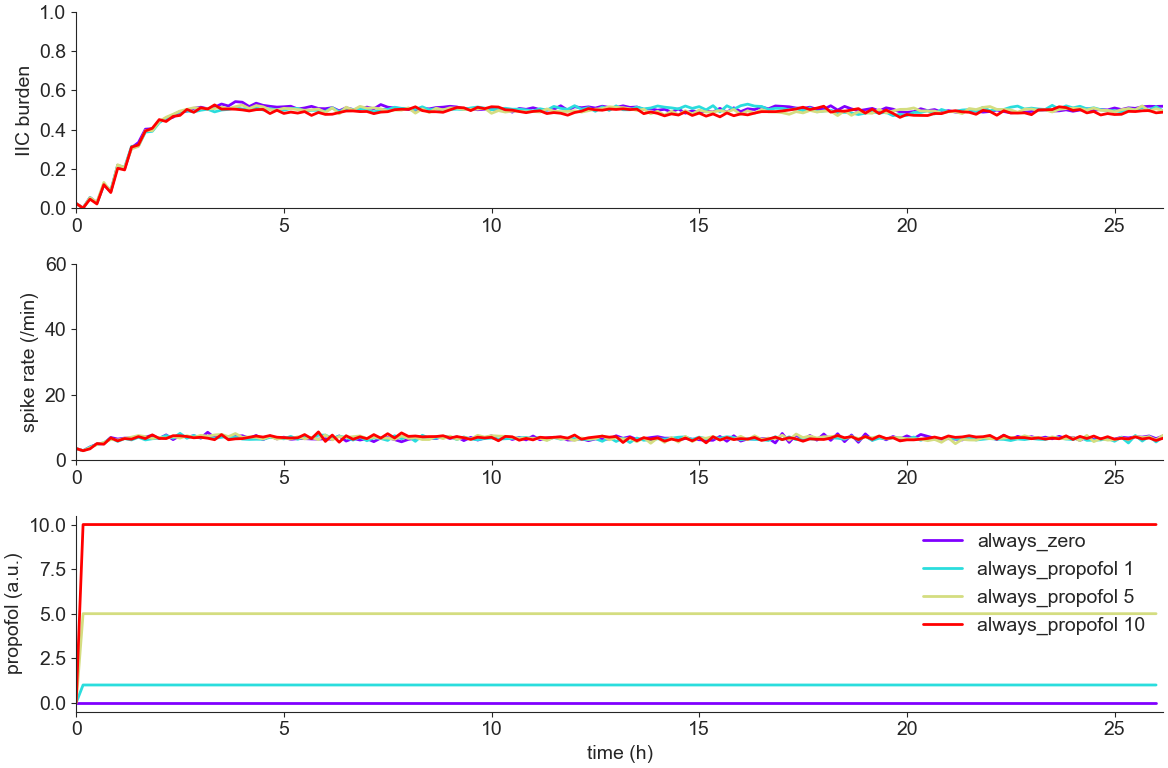 1.0
0.8
0.6
0.4
0.2
0.0
IIC burden
0 5 10 15 20 25
60
40
20
0
spike rate (/min)
0 5 10 15 20 25
10.0
7.5
5.0
2.5
0.0
propofol (a.u.)
always_zero
always_propofol 1
always_propofol 5
always_propofol 10
0 5 10 15 20 25
time (h)